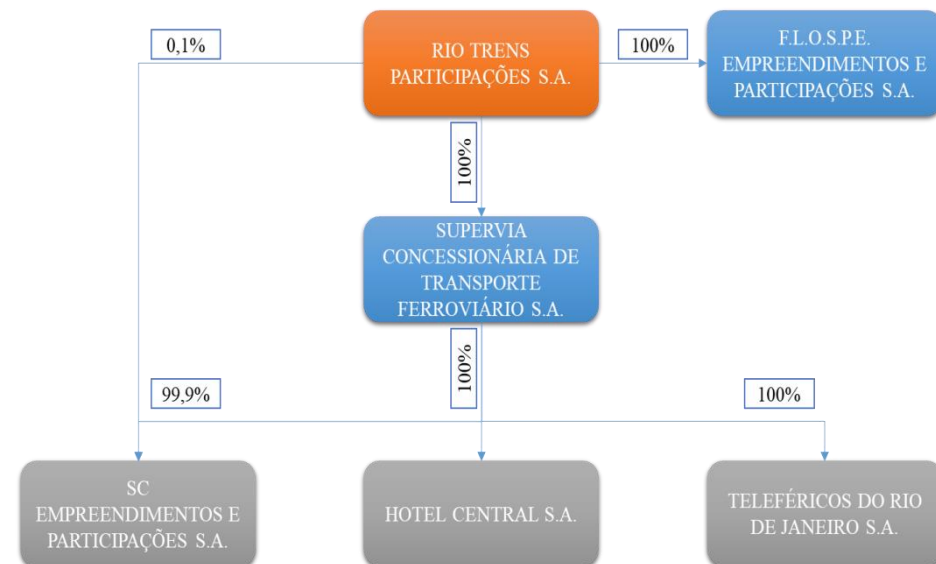 0,1%
RIO TRENS
PARTICIPAÇÕES S.A.
100%
F.L.O.S.P.E.
EMPREENDIMENTOS E
PARTICIPAÇÕES S.A.
100%
SUPERVIA
CONCESSIONÁRIA DE
TRANSPORTE
FERROVIÁRIO S.A.
100%
99,9%
100%
SC
EMPREENDIMENTOS E
PARTICIPAÇÕES S.A.
HOTEL CENTRAL S.A.
TELEFÉRICOS DO RIO
DE JANEIRO S.A.